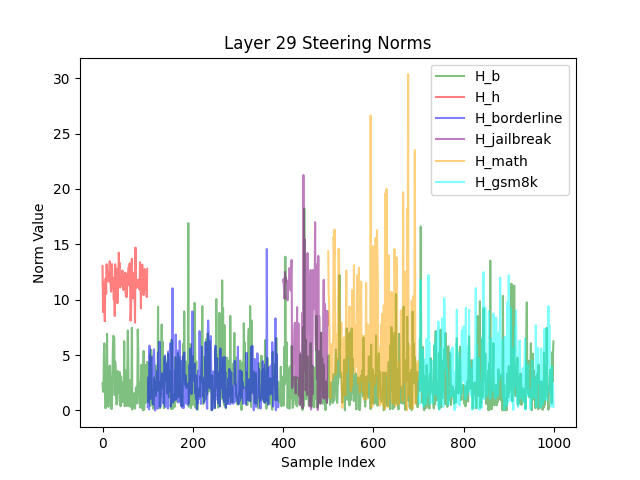 Layer 29 Steering Norms
Norm Value
30
25
20
15
10
5
0
0 200 400 600 800 1000
Sample Index
H_b
H_h
H_borderline
H_jailbreak
H_math
H_gsm8k